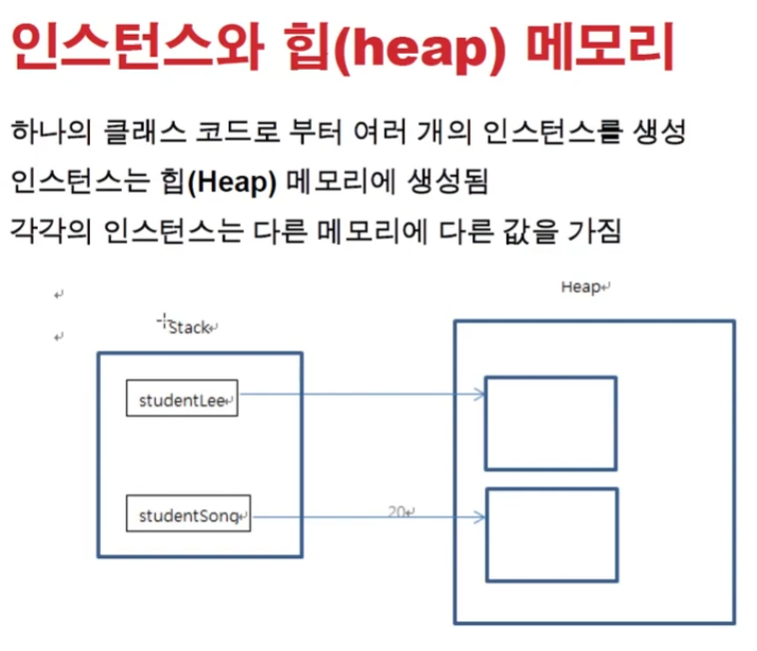 인스턴스와 힙(heap) 메모리
하나의 클래스 코드로 부터 여러 개의 인스턴스를 생성
인스턴스는 힙(Heap) 메모리에 생성됨
각각의 인스턴스는 다른 메모리에 다른 값을 가짐
Heap
Stack
studentLee
studentSong
20